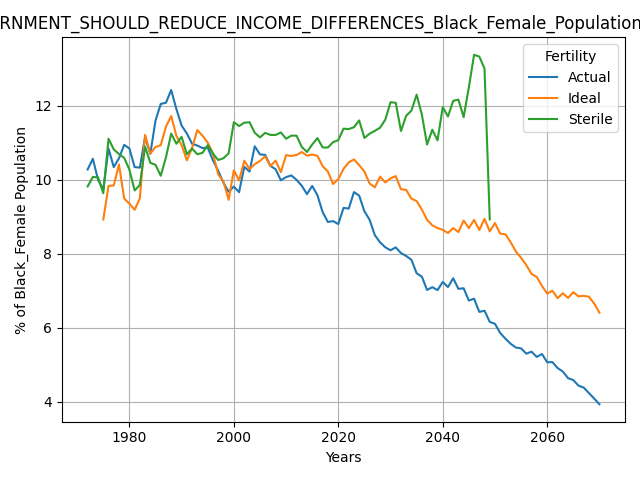 RNMENT_SHOULD_REDUCE_INCOME_DIFFERENCES_Black_Female_Population
Fertility
Actual
Ideal
Sterile
% of Black_Female Population
12
10
8
6
4
1980 2000 2020 2040 2060
Years